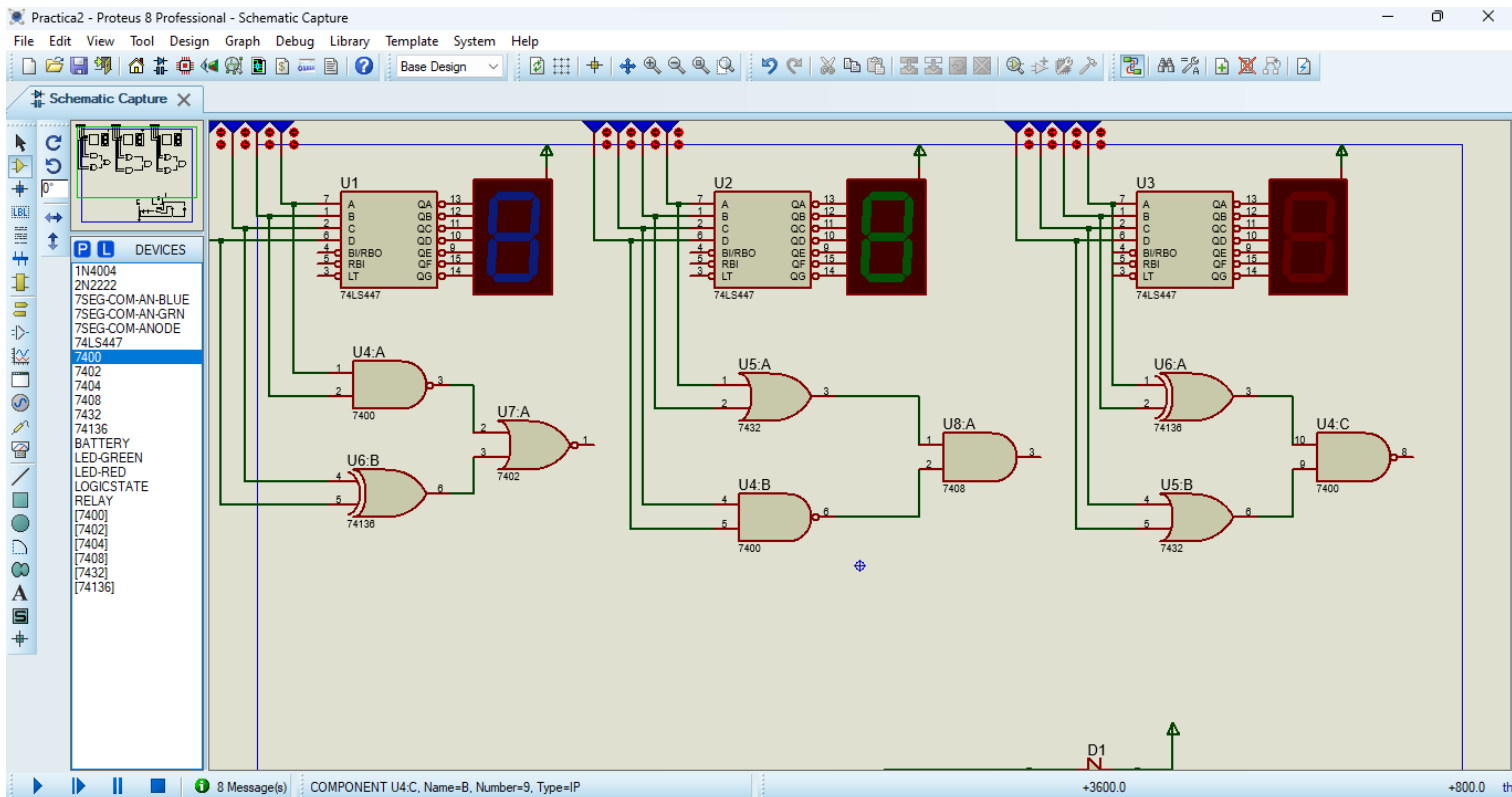 Practica2 - Proteus 8 Professional - Schematic Capture
File Edit View Tool Design Graph Debug Library Template System Help
Base Design
Schematic Capture
0°
LBL
P L DEVICES
1N4004
2N2222
7SEG-COM-AN-BLUE
7SEG-COM-AN-GRN
7SEG-COM-ANODE
74LS447
7400
7402
7404
7408
7432
74136
BATTERY
LED-GREEN
LED-RED
LOGICSTATE
RELAY
[7400]
[7402]
[7404]
[7408]
[7432]
[74136]
A
S
U1
7 A QA 13
1 B QB 12
2 C QC 11
6 D QD 10
4 BI/RBO QE 9
5 RBI QF 15
3 LT QG 14
74LS447
U2
7 A QA 13
1 B QB 12
2 C QC 11
6 D QD 10
4 BI/RBO QE 9
5 RBI QF 15
3 LT QG 14
74LS447
U3
7 A QA 13
1 B QB 12
2 C QC 11
6 D QD 10
4 BI/RBO QE 9
5 RBI QF 15
3 LT QG 14
74LS447
U4:A
1
2
3
7400
U6:B
4
5
6
74136
U7:A
2
3
1
7402
U5:A
1
2
3
7432
U4:B
4
5
6
7400
U8:A
1
2
3
7408
U6:A
1
2
3
74136
U5:B
4
5
6
7432
U4:C
10
9
8
7400
D1
8 Message(s) COMPONENT U4:C, Name=B, Number=9, Type=IP +3600.0 +800.0 th